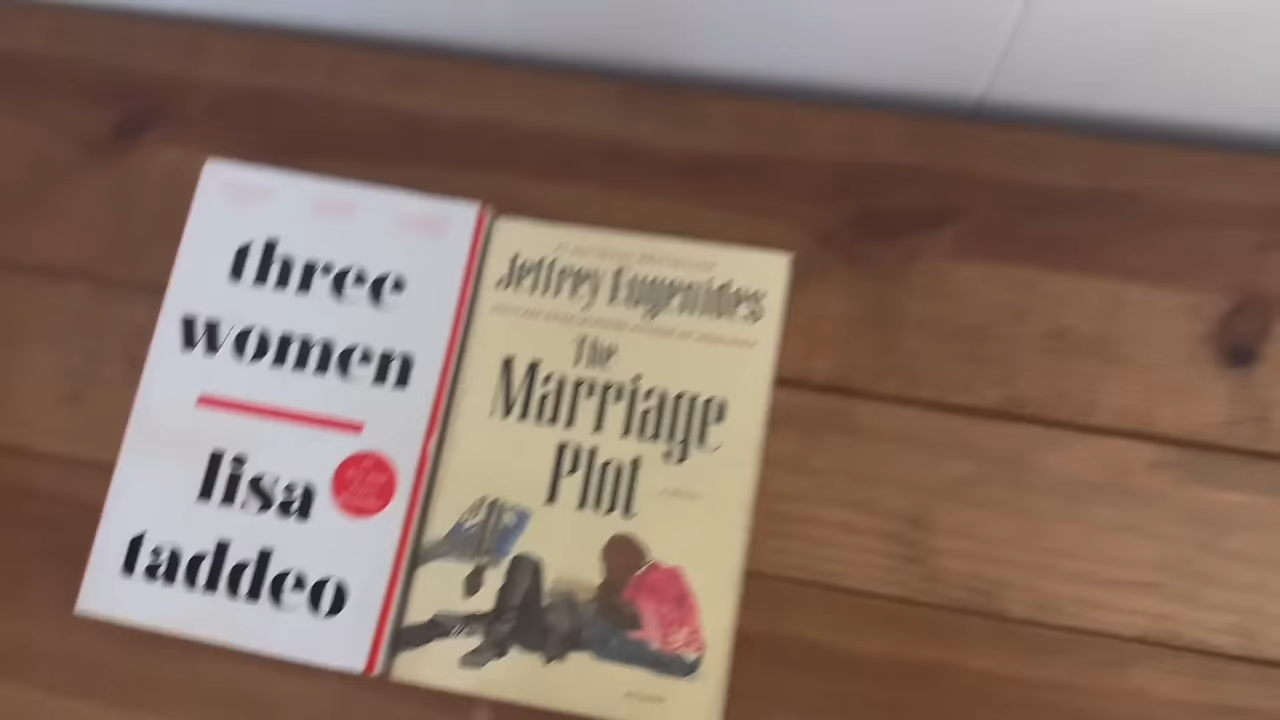 three
women
lisa
taddeo
Jeffrey Eugenides
The
Marriage
Plot